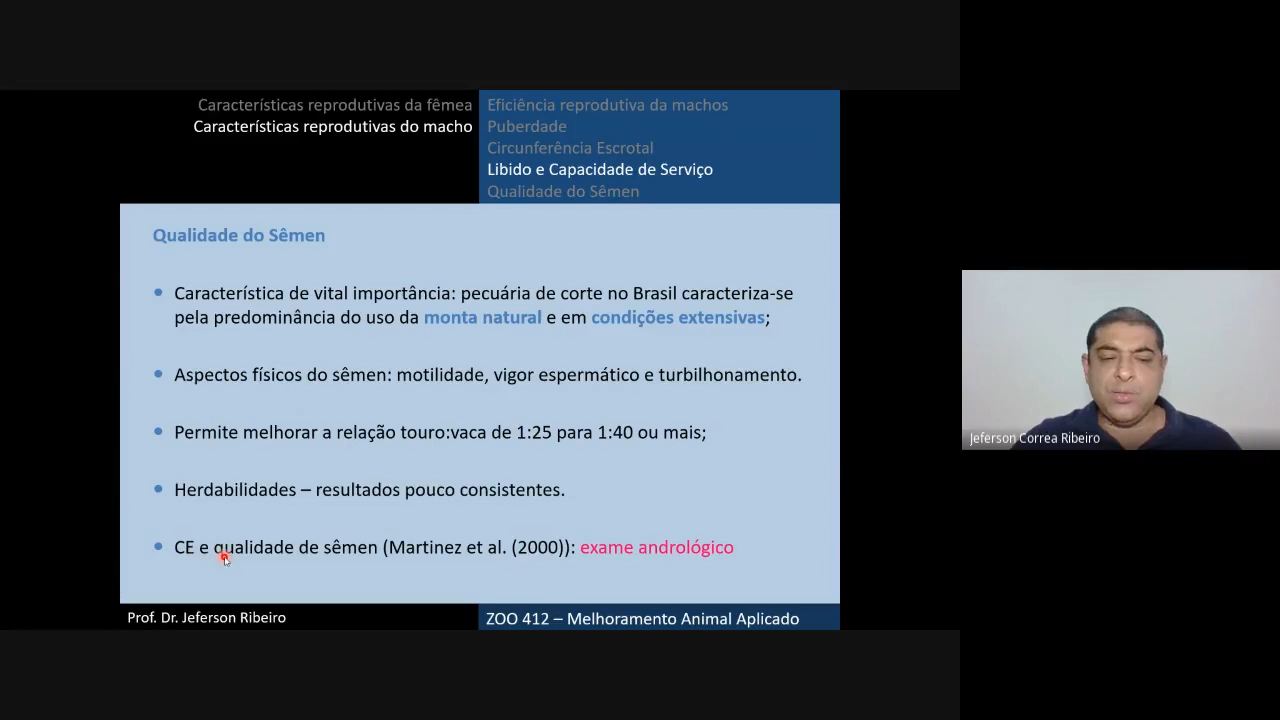 Características reprodutivas da fêmea
Características reprodutivas do macho
Eficiência reprodutiva da machos
Puberdade
Circunferência Escrotal
Libido e Capacidade de Serviço
Qualidade do Sêmen
Qualidade do Sêmen
• Característica de vital importância: pecuária de corte no Brasil caracteriza-se
pela predominância do uso da monta natural e em condições extensivas;
• Aspectos físicos do sêmen: motilidade, vigor espermático e turbilhonamento.
• Permite melhorar a relação touro:vaca de 1:25 para 1:40 ou mais;
• Herdabilidades – resultados pouco consistentes.
• CE e qualidade de sêmen (Martinez et al. (2000)): exame andrológico
Prof. Dr. Jeferson Ribeiro
ZOO 412 – Melhoramento Animal Aplicado
Jeferson Correa Ribeiro